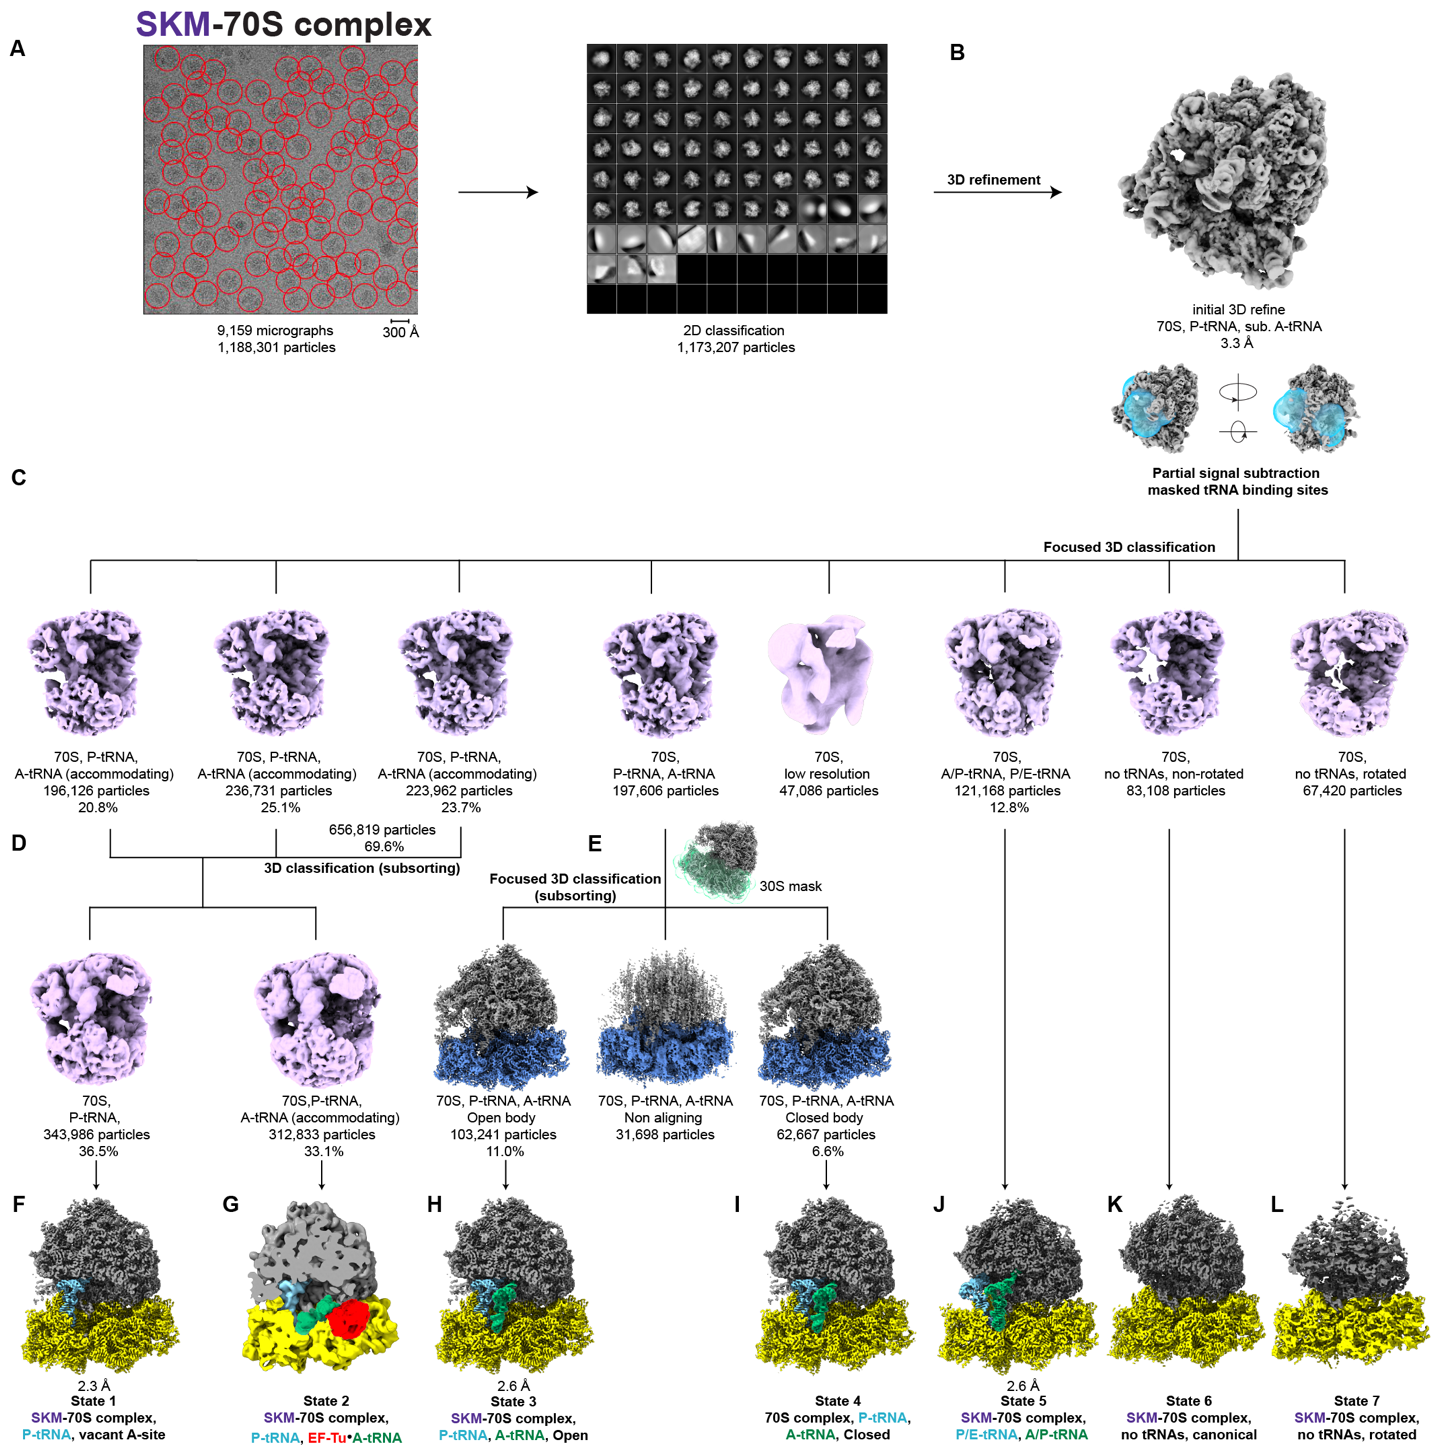 SKM-70S complex
A
9,159 micrographs
1,188,301 particles
300 Å
2D classification
1,173,207 particles
3D refinement
B
initial 3D refine
70S, P-tRNA, sub. A-tRNA
3.3 Å
Partial signal subtraction
masked tRNA binding sites
C
Focused 3D classification
70S, P-tRNA,
A-tRNA (accommodating)
196,126 particles
20.8%
70S, P-tRNA,
A-tRNA (accommodating)
236,731 particles
25.1%
70S, P-tRNA,
A-tRNA (accommodating)
223,962 particles
23.7%
70S,
P-tRNA, A-tRNA
197,606 particles
70S,
low resolution
47,086 particles
70S,
A/P-tRNA, P/E-tRNA
121,168 particles
12.8%
70S,
no tRNAs, non-rotated
83,108 particles
70S,
no tRNAs, rotated
67,420 particles
D
656,819 particles
69.6%
3D classification (subsorting)
E
Focused 3D classification
(subsorting)
30S mask
70S,
P-tRNA,
343,986 particles
36.5%
70S,P-tRNA,
A-tRNA (accommodating)
312,833 particles
33.1%
70S, P-tRNA, A-tRNA
Open body
103,241 particles
11.0%
70S, P-tRNA, A-tRNA
Non aligning
31,698 particles
70S, P-tRNA, A-tRNA
Closed body
62,667 particles
6.6%
F
2.3 Å
State 1
SKM-70S complex,
P-tRNA, vacant A-site
G
State 2
SKM-70S complex,
P-tRNA, EF-Tu•A-tRNA
H
2.6 Å
State 3
SKM-70S complex,
P-tRNA, A-tRNA, Open
I
State 4
70S complex, P-tRNA,
A-tRNA, Closed
J
2.6 Å
State 5
SKM-70S complex,
P/E-tRNA, A/P-tRNA
K
State 6
SKM-70S complex,
no tRNAs, canonical
L
State 7
SKM-70S complex,
no tRNAs, rotated